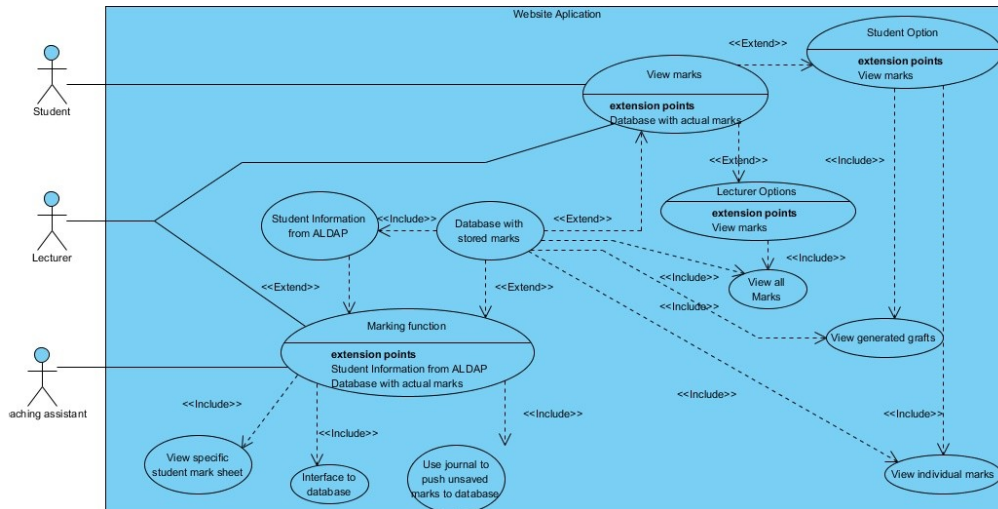 Website Aplication
Student
Lecturer
aching assistant
View marks
extension points
Database with actual marks
<<Extend>>
Student Option
extension points
View marks
<<Extend>>
<<Include>>
Lecturer Options
extension points
View marks
Student Information
from ALDAP
<<Include>>
Database with
stored marks
<<Extend>>
<<Include>>
<<Include>>
View all
Marks
<<Extend>>
<<Extend>>
<<Include>>
Marking function
extension points
Student Information from ALDAP
Database with actual marks
View generated grafts
<<Include>>
<<Include>>
<<Include>>
<<Include>>
View specific
student mark sheet
Interface to
database
Use journal to
push unsaved
marks to database
View individual marks